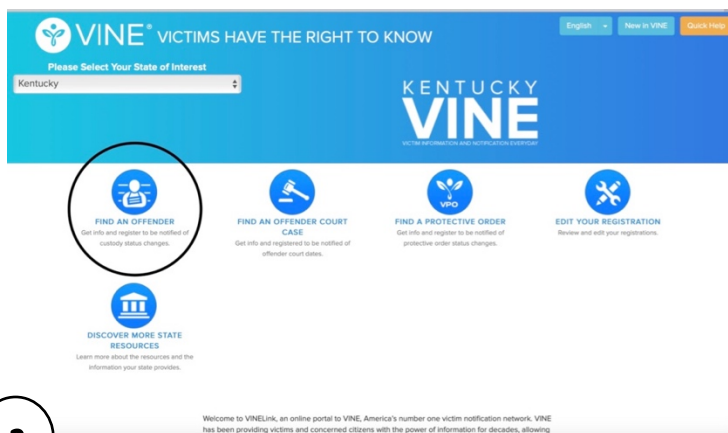 VINE® VICTIMS HAVE THE RIGHT TO KNOW
English
New in VINE
Quick Help
Please Select Your State of Interest
Kentucky
KENTUCKY
VINE
VICTIM INFORMATION AND NOTIFICATION EVERYDAY
FIND AN OFFENDER
Get info and register to be notified of
custody status changes.
FIND AN OFFENDER COURT
CASE
Get info and registered to be notified of
offender court dates.
VPO
FIND A PROTECTIVE ORDER
Get info and register to be notified of
protective order status changes.
EDIT YOUR REGISTRATION
Review and edit your registrations.
DISCOVER MORE STATE
RESOURCES
Learn more about the resources and the
information your state provides.
Welcome to VINELink, an online portal to VINE, America's number one victim notification network. VINE
has been providing victims and concerned citizens with the power of information for decades, allowing